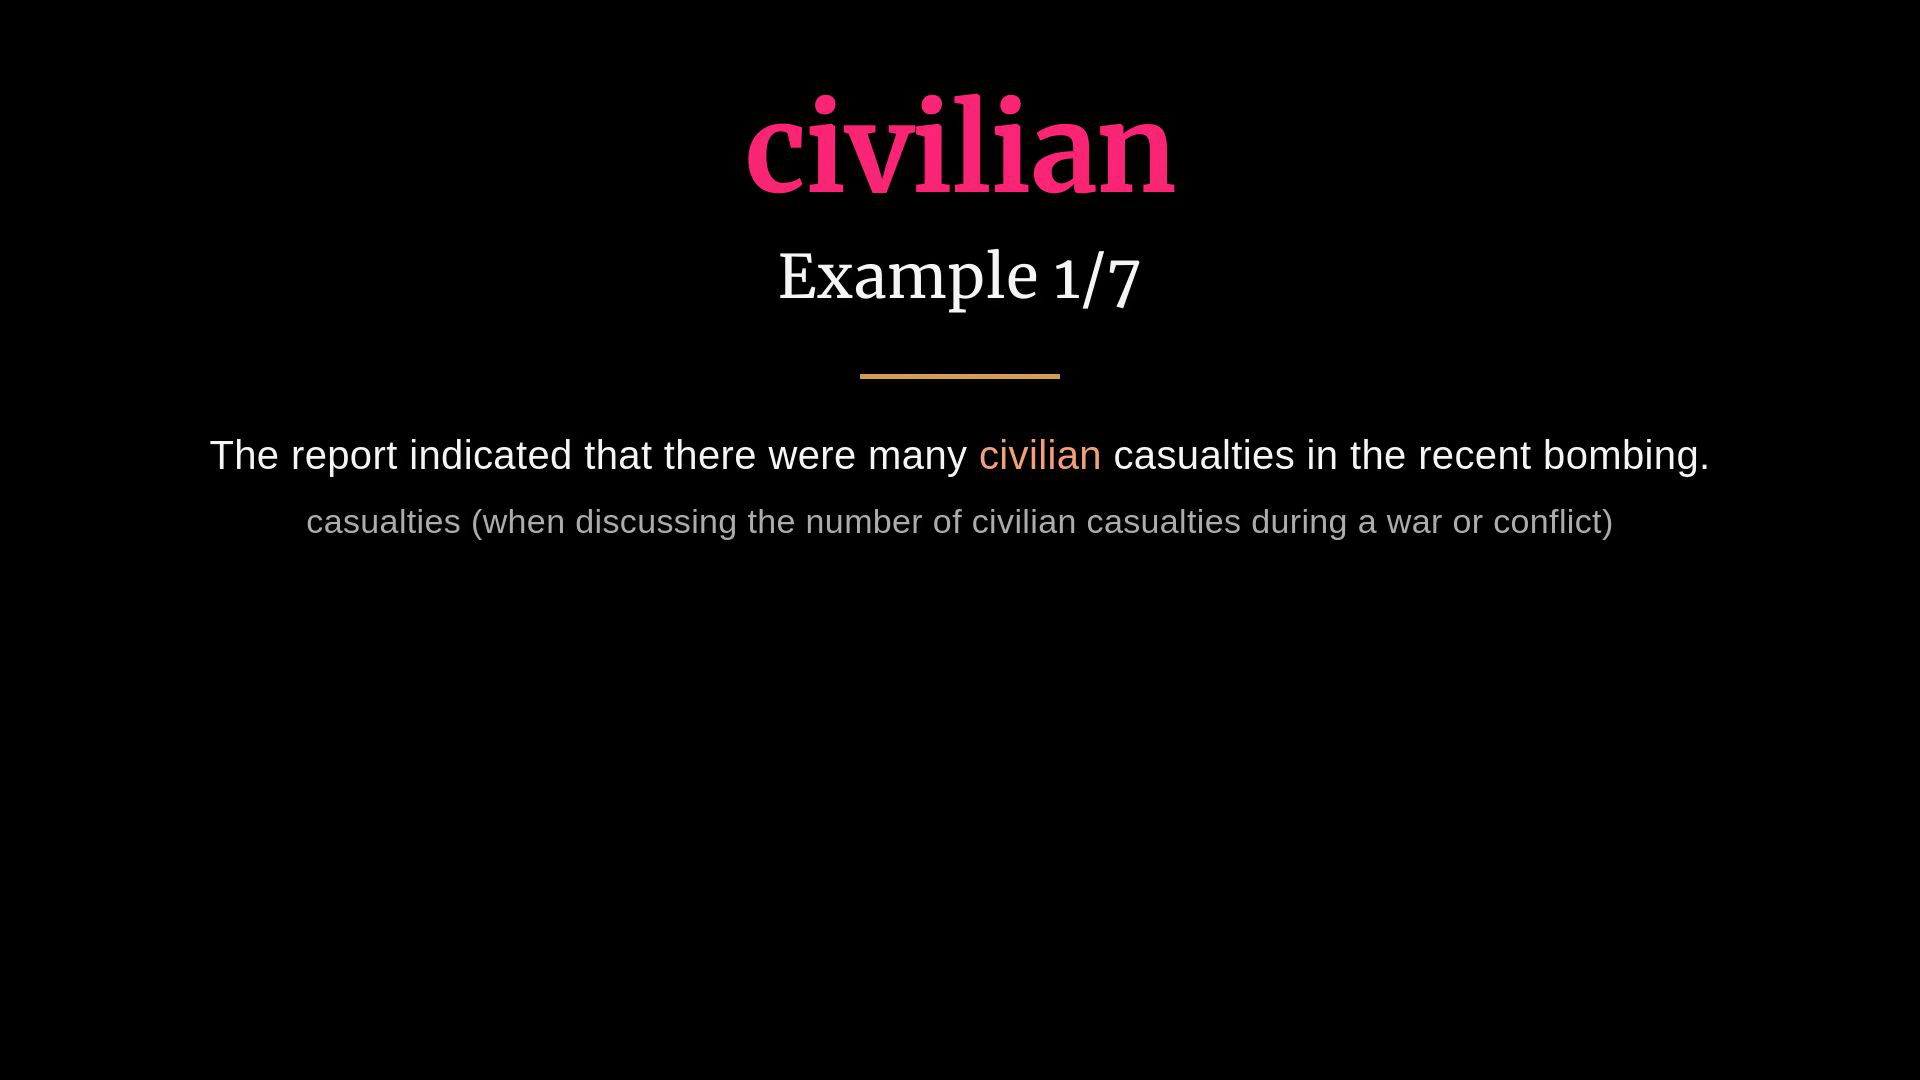 civilian
Example 1/7
The report indicated that there were many civilian casualties in the recent bombing.
casualties (when discussing the number of civilian casualties during a war or conflict)